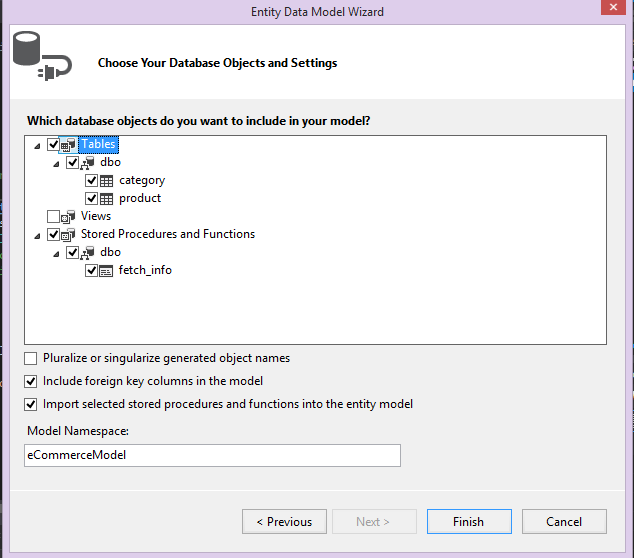 Entity Data Model Wizard
Choose Your Database Objects and Settings
Which database objects do you want to include in your model?
Tables
dbo
category
product
Views
Stored Procedures and Functions
dbo
fetch_info
Pluralize or singularize generated object names
Include foreign key columns in the model
Import selected stored procedures and functions into the entity model
Model Namespace:
eCommerceModel
< Previous Next > Finish Cancel